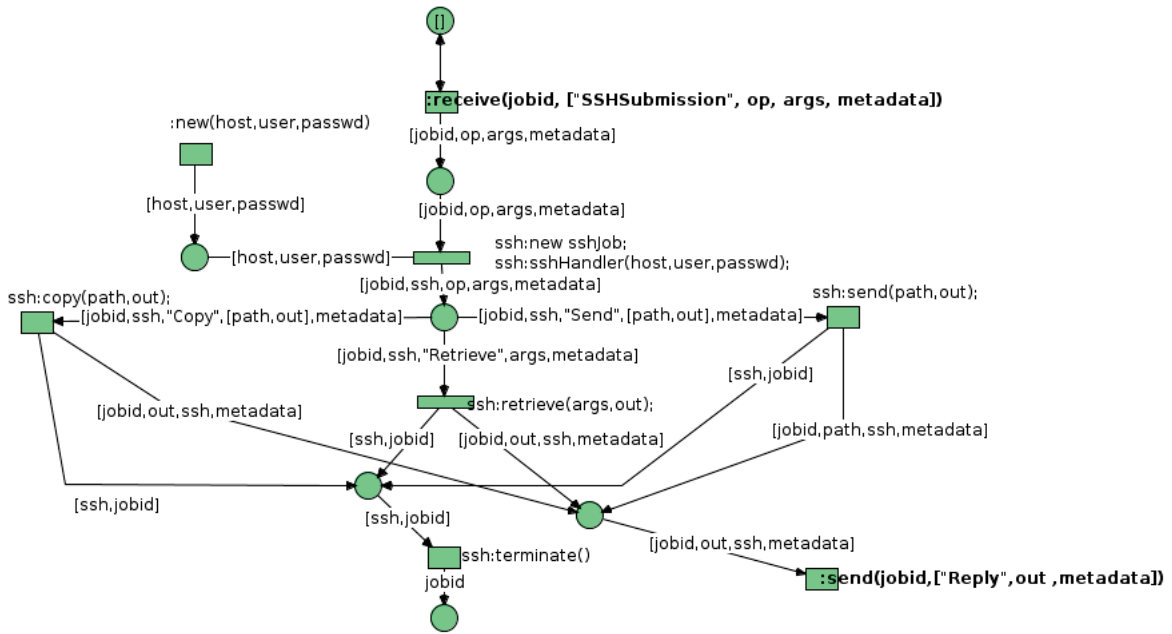 []
:receive(jobid, ["SSHSubmission", op, args, metadata])
:new(host,user,passwd)
[jobid,op,args,metadata]
[host,user,passwd]
[jobid,op,args,metadata]
ssh:new sshJob;
ssh:sshHandler(host,user,passwd);
[host,user,passwd]
[jobid,ssh,op,args,metadata]
ssh:copy(path,out);
ssh:send(path,out);
[jobid,ssh,"Copy",[path,out],metadata]
[jobid,ssh,"Send",[path,out],metadata]
[jobid,ssh,"Retrieve",args,metadata]
[ssh,jobid]
ssh:retrieve(args,out);
[jobid,out,ssh,metadata]
[ssh,jobid]
[jobid,out,ssh,metadata]
[jobid,path,ssh,metadata]
[ssh,jobid]
[ssh,jobid]
[jobid,out,ssh,metadata]
ssh:terminate()
jobid
:send(jobid,["Reply",out ,metadata])